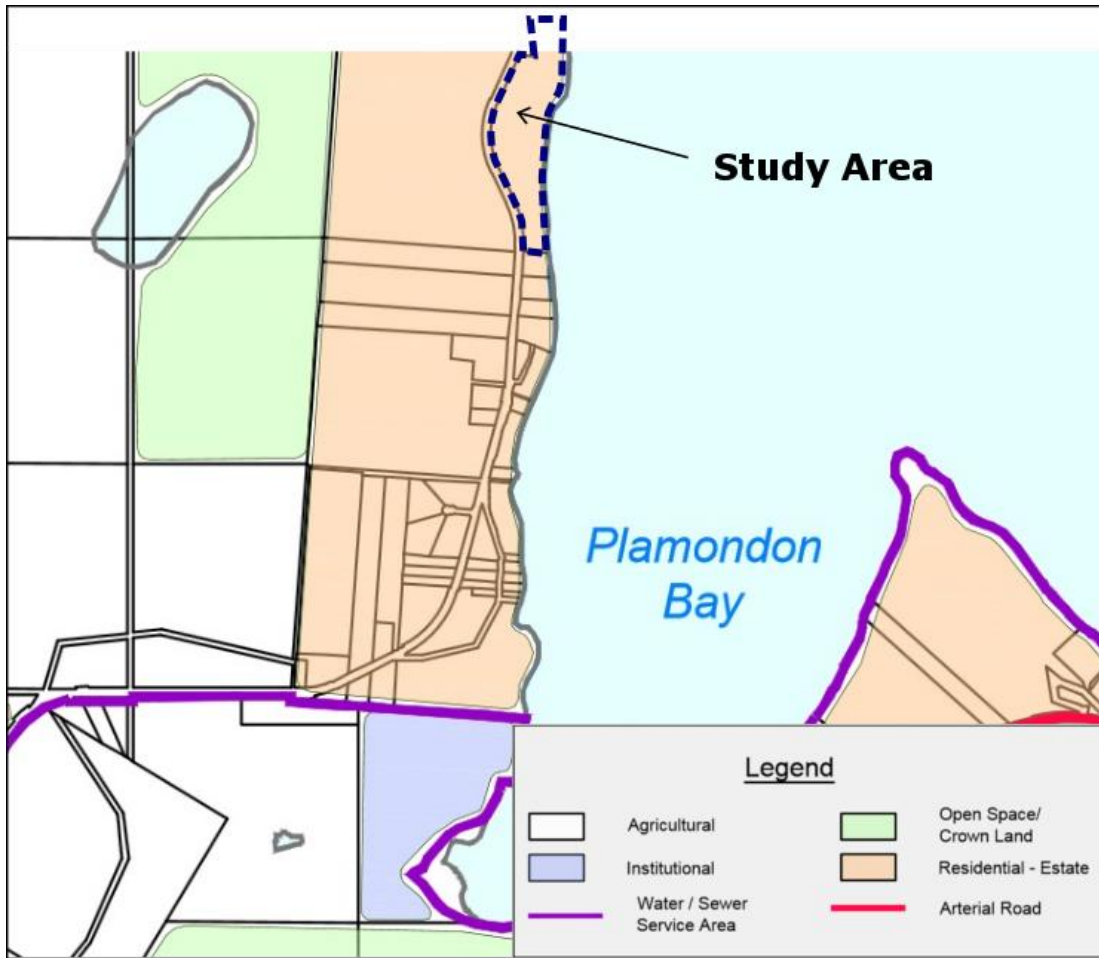 Study Area
Plamondon
Bay
Legend
Agricultural
Open Space/
Crown Land
Institutional
Residential - Estate
Water / Sewer
Service Area
Arterial Road